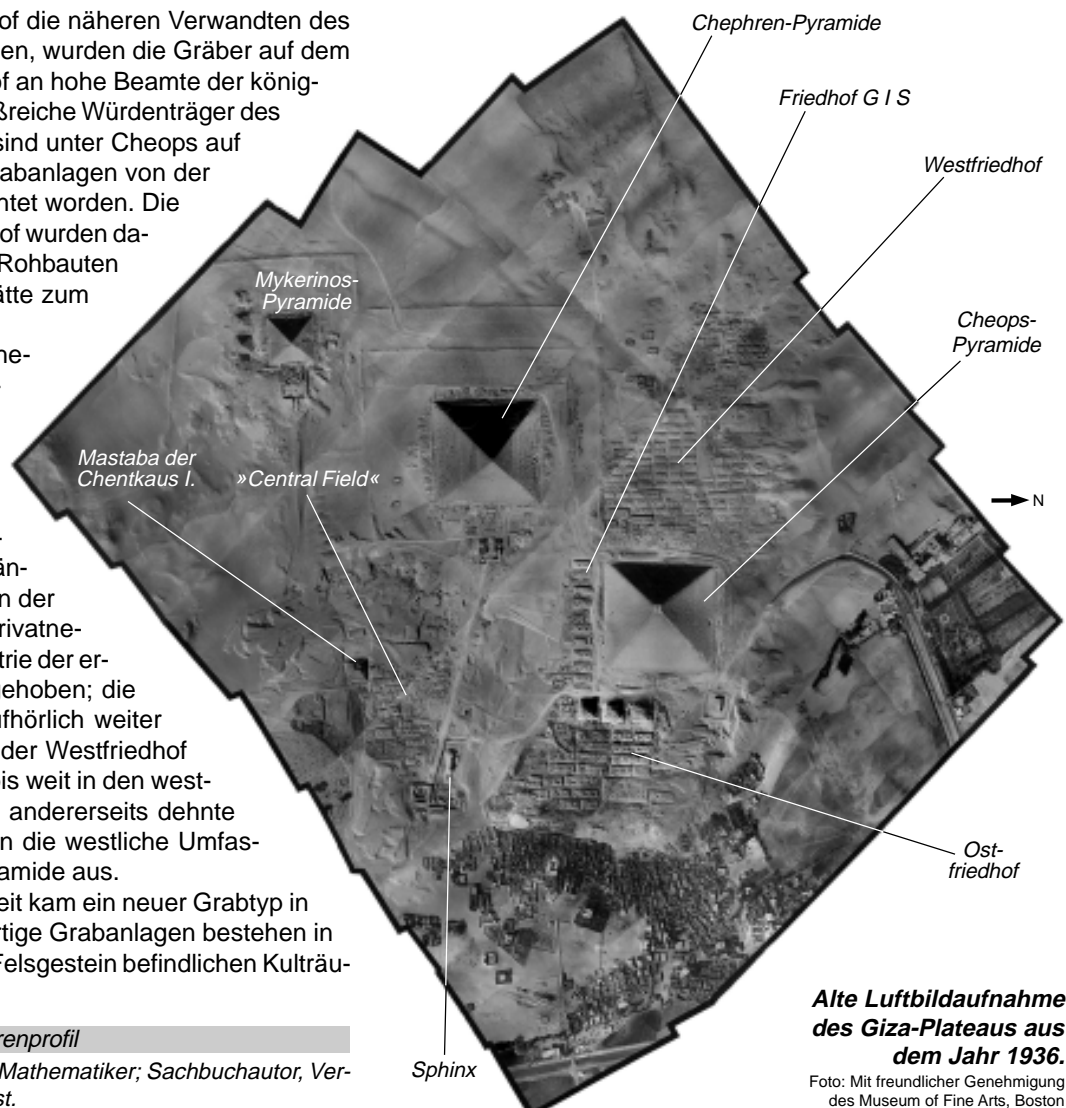 of die näheren Verwandten des
en, wurden die Gräber auf dem
of an hohe Beamte der könig-
ßreiche Würdenträger des
sind unter Cheops auf
abanlagen von der
ntet worden. Die
of wurden da-
Rohbauten
ätte zum
ne-
-
-
än-
n der
rivatne-
trie der er-
gehoben; die
ufhörlich weiter
der Westfriedhof
bis weit in den west-
andererseits dehnte
n die westliche Umfas-
amide aus.
eit kam ein neuer Grabtyp in
rtige Grabanlagen bestehen in
Felsgestein befindlichen Kulträu-
renprofil
Mathematiker; Sachbuchautor, Ver-
st.
Chephren-Pyramide
Friedhof G I S
Westfriedhof
Mykerinos-
Pyramide
Cheops-
Pyramide
Mastaba der
Chentkaus I.
»Central Field«
N
Ost-
friedhof
Sphinx
Alte Luftbildaufnahme
des Giza-Plateaus aus
dem Jahr 1936.
Foto: Mit freundlicher Genehmigung
des Museum of Fine Arts, Boston